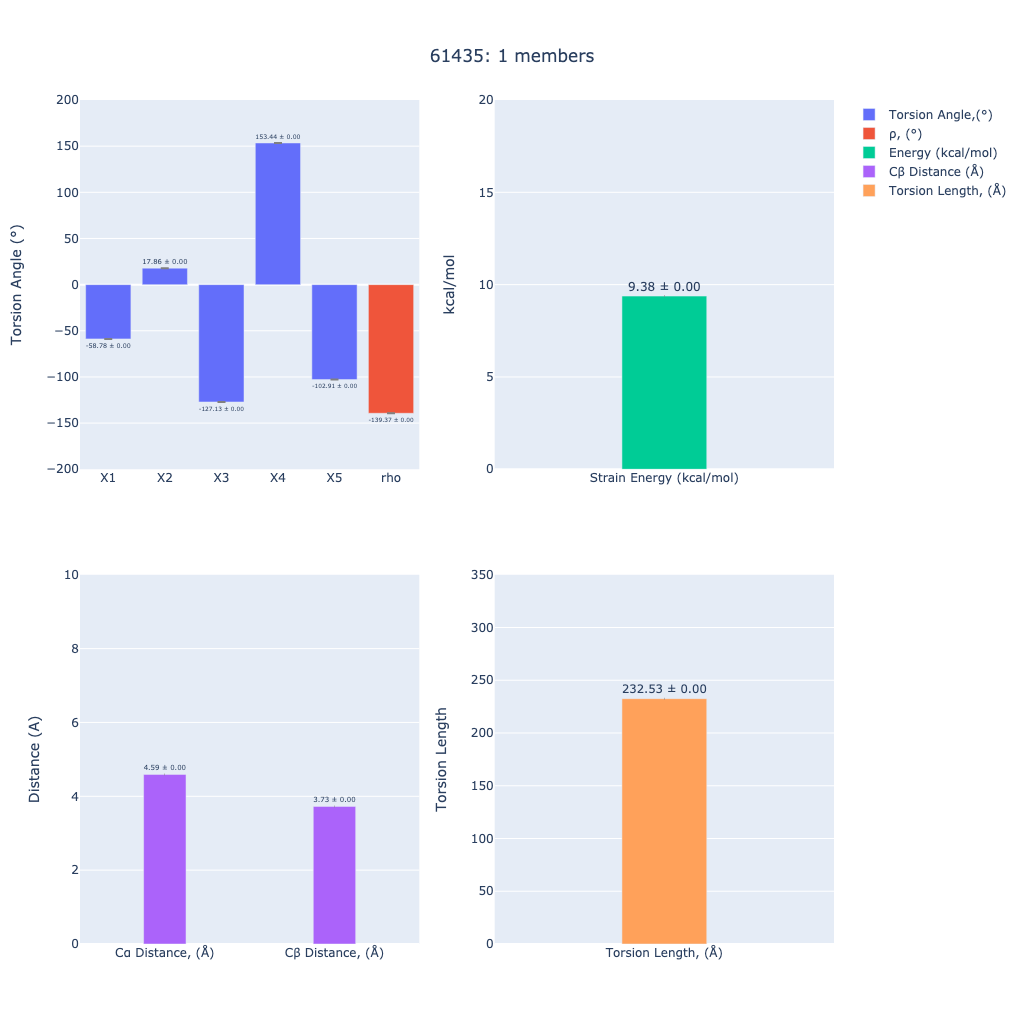 61435: 1 members
Torsion Angle (°)
200
150
100
50
0
−50
−100
−150
−200
-58.78 ± 0.00
17.86 ± 0.00
-127.13 ± 0.00
153.44 ± 0.00
-102.91 ± 0.00
-139.37 ± 0.00
X1 X2 X3 X4 X5 rho
kcal/mol
20
15
10
5
0
9.38 ± 0.00
Strain Energy (kcal/mol)
Torsion Angle,(°)
ρ, (°)
Energy (kcal/mol)
Cβ Distance (Å)
Torsion Length, (Å)
Distance (A)
10
8
6
4
2
0
4.59 ± 0.00
3.73 ± 0.00
Cα Distance, (Å) Cβ Distance, (Å)
Torsion Length
350
300
250
200
150
100
50
0
232.53 ± 0.00
Torsion Length, (Å)